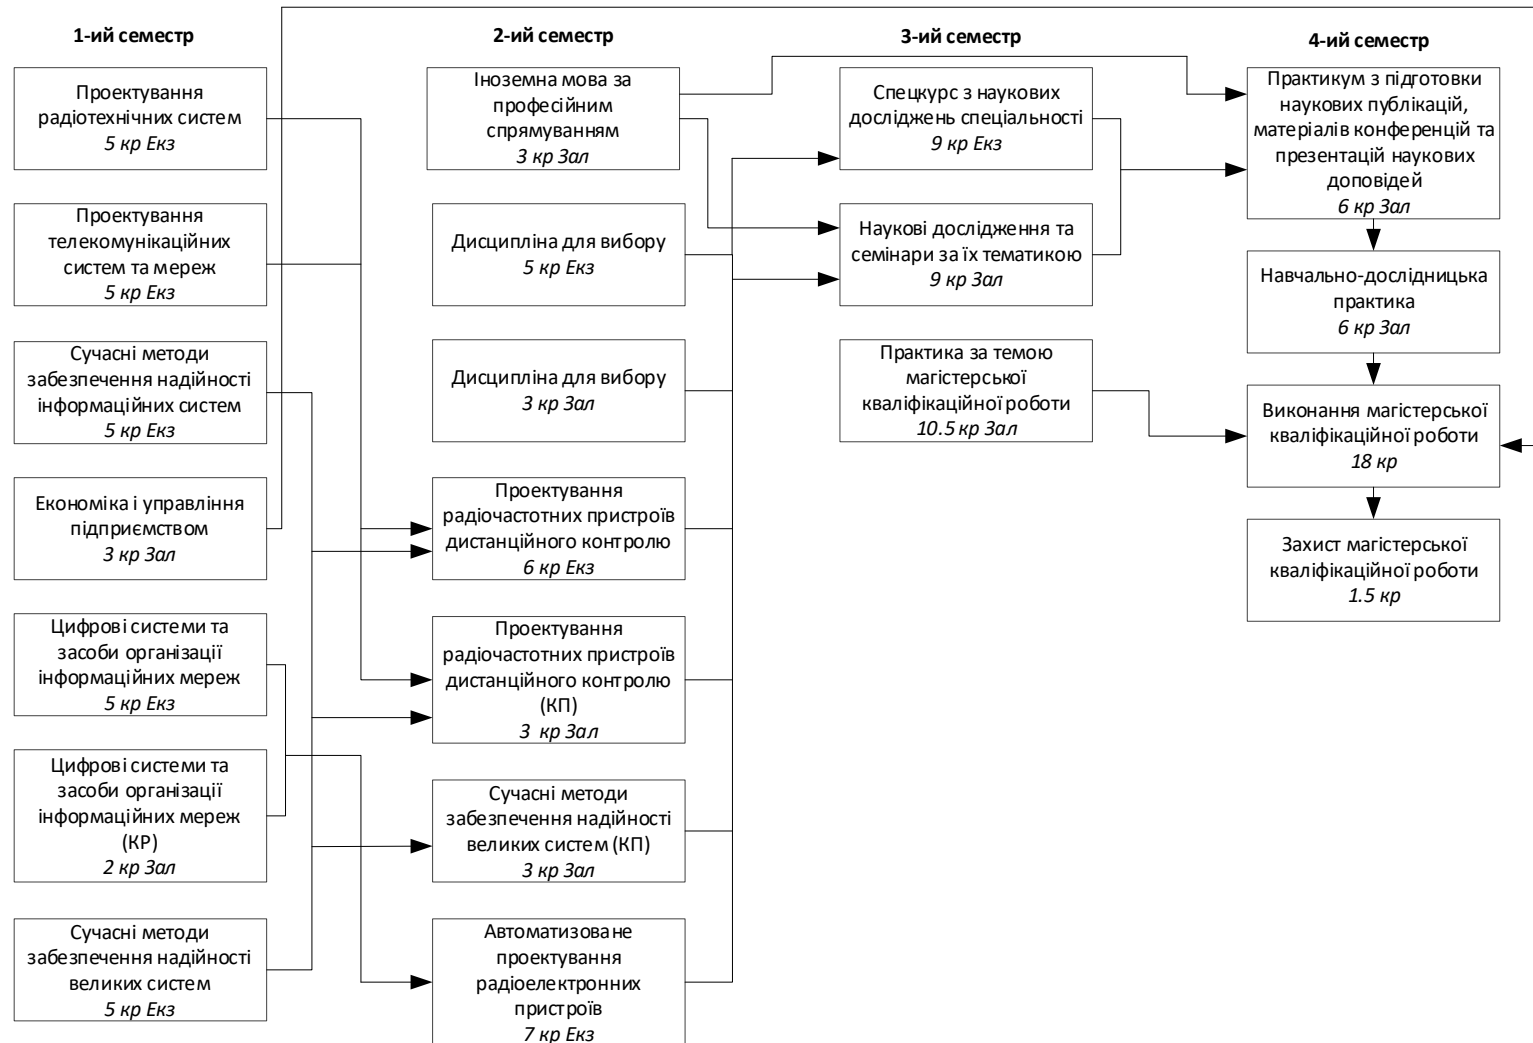 1-ий семестр
Проектування
радіотехнічних систем
5 кр Екз
Проектування
телекомунікаційних
систем та мереж
5 кр Екз
Сучасні методи
забезпечення надійності
інформаційних систем
5 кр Екз
Економіка і управління
підприємством
3 кр Зал
Цифрові системи та
засоби організації
інформаційних мереж
5 кр Екз
Цифрові системи та
засоби організації
інформаційних мереж
(КР)
2 кр Зал
Сучасні методи
забезпечення надійності
великих систем
5 кр Екз
2-ий семестр
Іноземна мова за
професійним
спрямуванням
3 кр Зал
Дисципліна для вибору
5 кр Екз
Дисципліна для вибору
3 кр Зал
Проектування
радіочастотних пристроїв
дистанційного контролю
6 кр Екз
Проектування
радіочастотних пристроїв
дистанційного контролю
(КП)
3 кр Зал
Сучасні методи
забезпечення надійності
великих систем (КП)
3 кр Зал
Автоматизоване
проектування
радіоелектронних
пристроїв
7 кр Екз
3-ий семестр
Спецкурс з наукових
досліджень спеціальності
9 кр Екз
Наукові дослідження та
семінари за їх тематикою
9 кр Зал
Практика за темою
магістерської
кваліфікаційної роботи
10.5 кр Зал
4-ий семестр
Практикум з підготовки
наукових публікацій,
матеріалів конференцій та
презентацій наукових
доповідей
6 кр Зал
Навчально-дослідницька
практика
6 кр Зал
Виконання магістерської
кваліфікаційної роботи
18 кр
Захист магістерської
кваліфікаційної роботи
1.5 кр